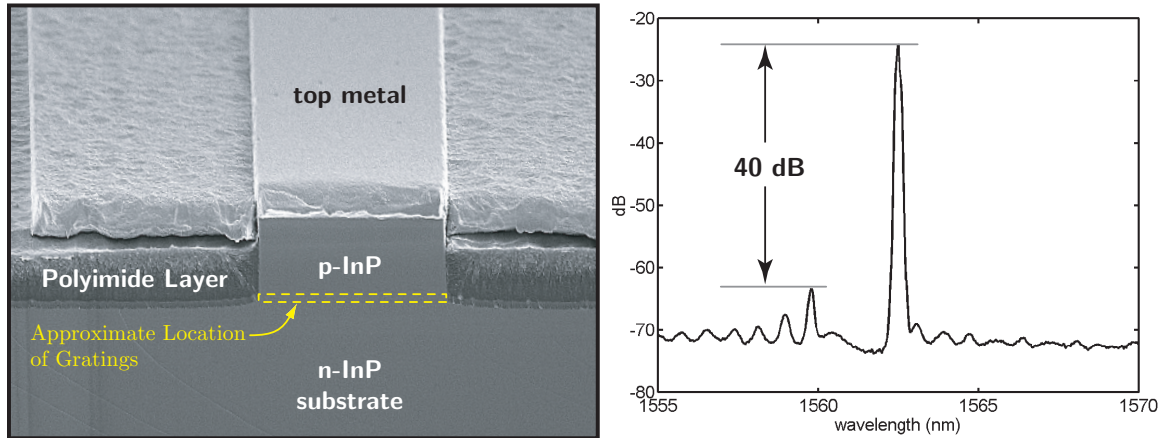 top metal
p-InP
Polyimide Layer
Approximate Location
of Gratings
n-InP
substrate
-20
-30
-40
-50
-60
-70
-80
dB
40 dB
1555
1560
1565
1570
wavelength (nm)